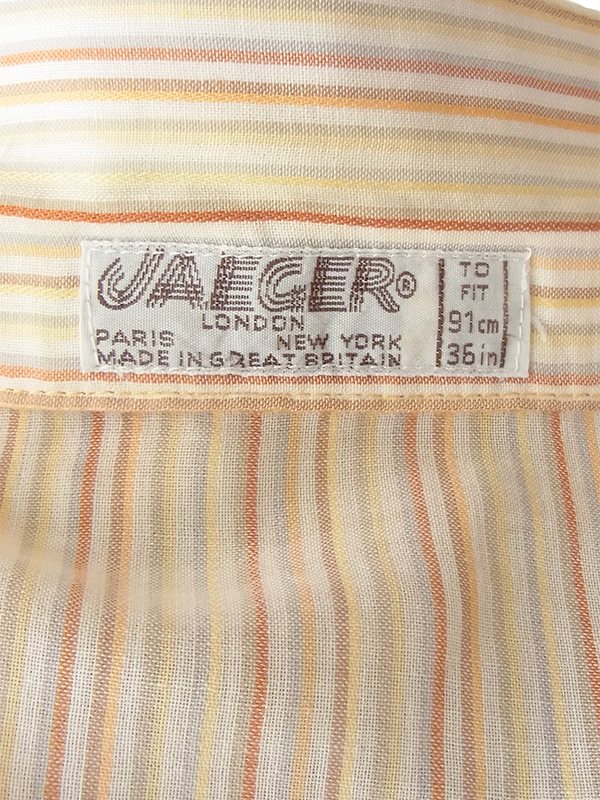 JAEGER®
LONDON
PARIS NEW YORK
MADE IN GREAT BRITAIN
TO
FIT
91cm
36in